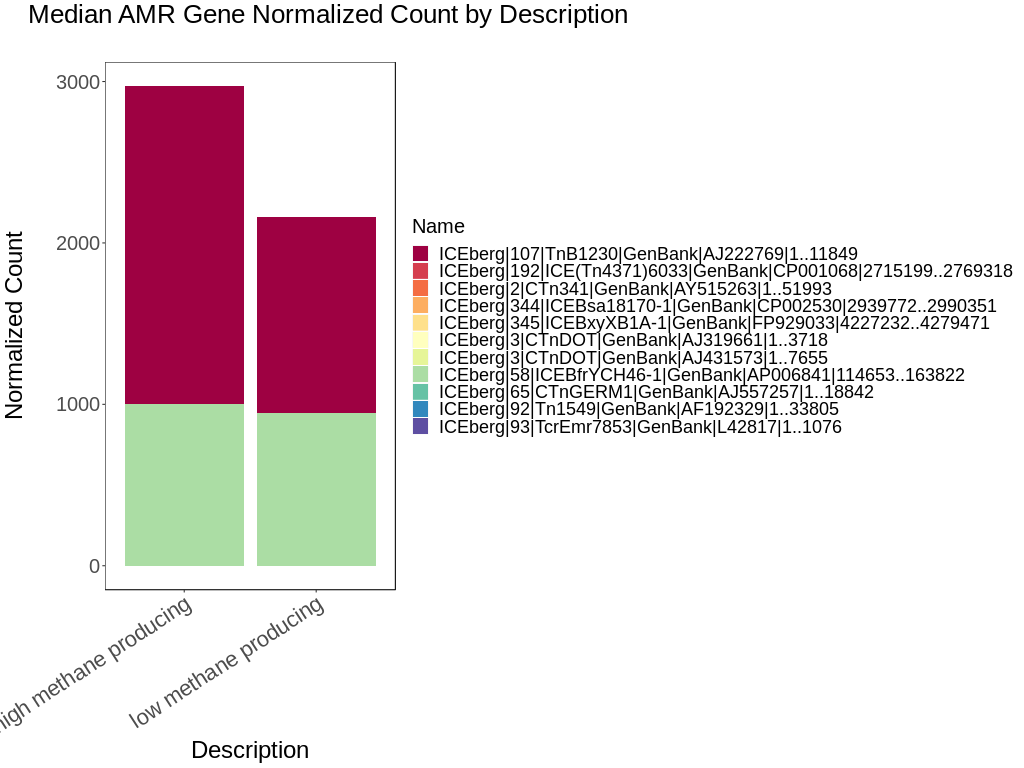 Median AMR Gene Normalized Count by Description
Normalized Count
3000
2000
1000
0
high methane producing
low methane producing
Description
Name
ICEberg|107|TnB1230|GenBank|AJ222769|1..11849
ICEberg|192|ICE(Tn4371)6033|GenBank|CP001068|2715199..2769318
ICEberg|2|CTn341|GenBank|AY515263|1..51993
ICEberg|344|ICEBsa18170-1|GenBank|CP002530|2939772..2990351
ICEberg|345|ICEBxyXB1A-1|GenBank|FP929033|4227232..4279471
ICEberg|3|CTnDOT|GenBank|AJ319661|1..3718
ICEberg|3|CTnDOT|GenBank|AJ431573|1..7655
ICEberg|58|ICEBfrYCH46-1|GenBank|AP006841|114653..163822
ICEberg|65|CTnGERM1|GenBank|AJ557257|1..18842
ICEberg|92|Tn1549|GenBank|AF192329|1..33805
ICEberg|93|TcrEmr7853|GenBank|L42817|1..1076